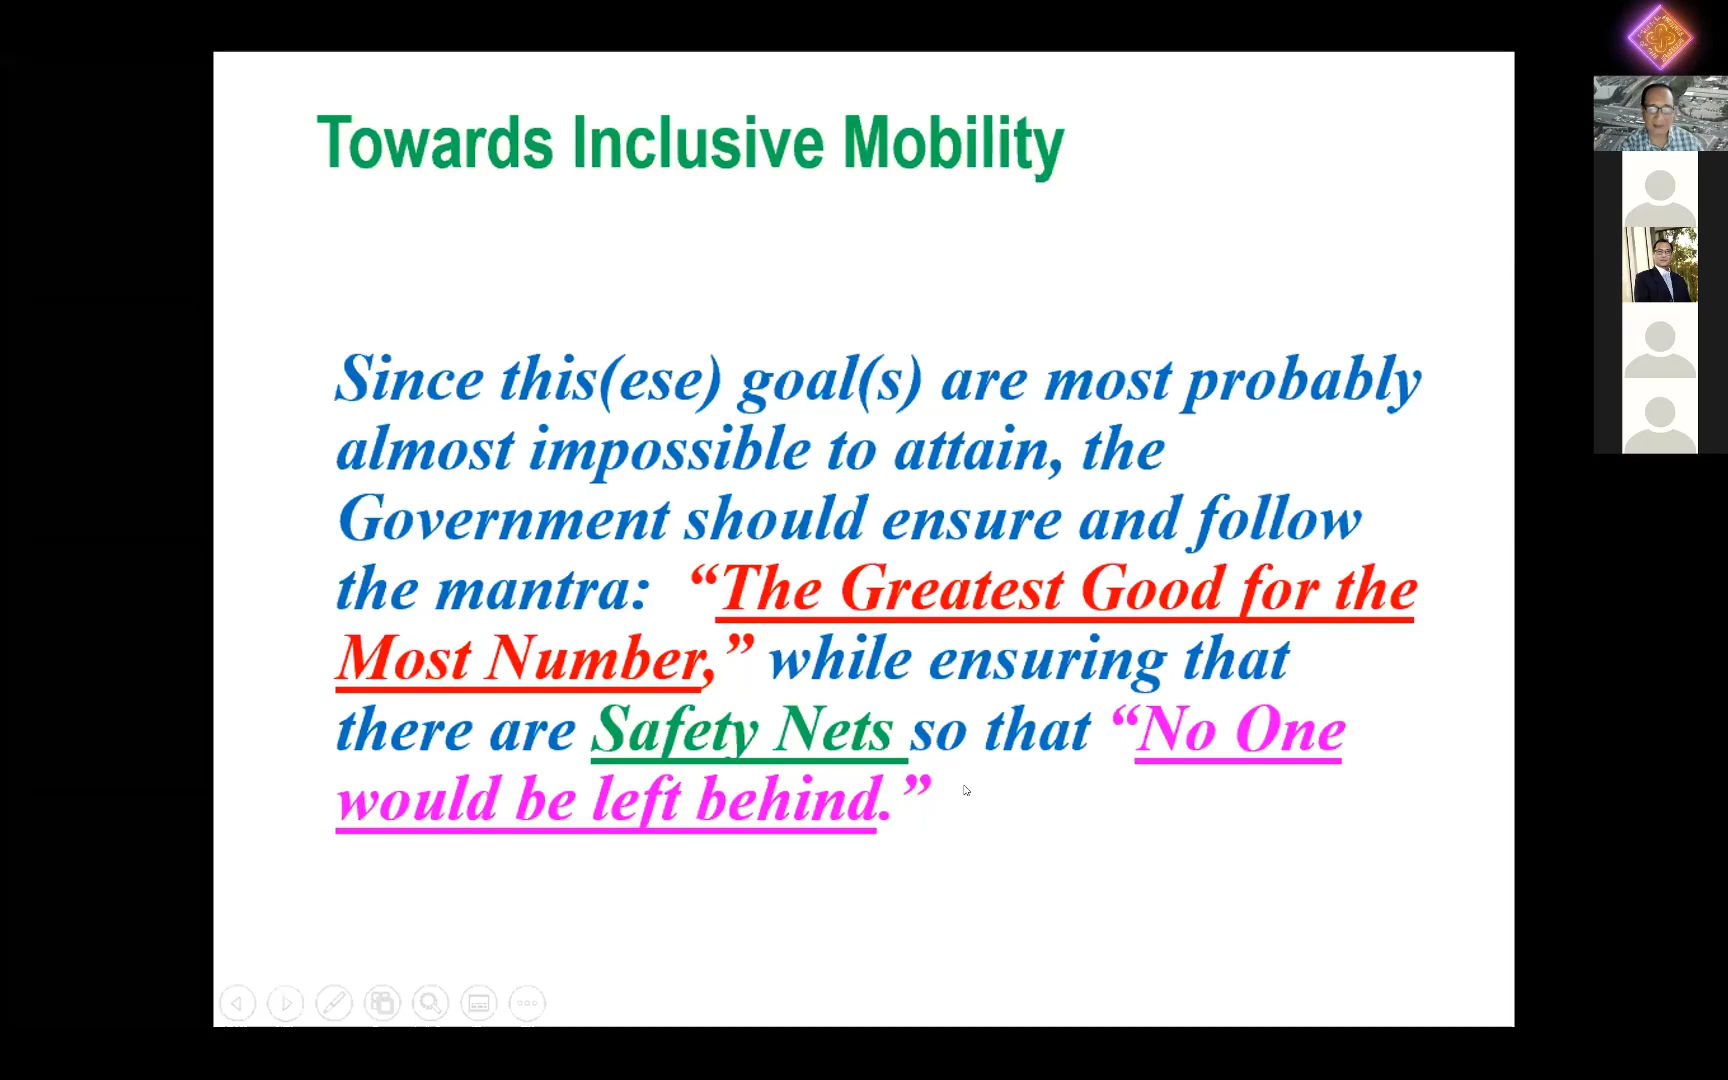 Towards Inclusive Mobility
Since this(ese) goal(s) are most probably
almost impossible to attain, the
Government should ensure and follow
the mantra: “The Greatest Good for the
Most Number,” while ensuring that
there are Safety Nets so that “No One
would be left behind.”